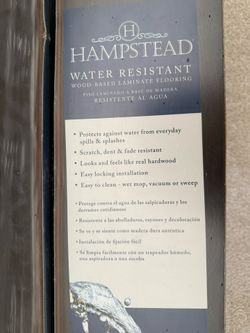 H
HAMPSTEAD
WATER RESISTANT
WOOD-BASED LAMINATE FLOORING
PISO LAMINADO A BASE DE MADERA
RESISTENTE AL AGUA
• Protects against water from everyday
spills & splashes
• Scratch, dent & fade resistant
• Looks and feels like real hardwood
• Easy locking installation
• Easy to clean - wet mop, vacuum or sweep
• Protege contra el agua de las salpicaduras y los
derrames cotidianos
• Resistente a las abolladuras, rayones y decoloración
• Se ve y se siente como madera dura auténtica
• Instalación de fijación fácil
• Se limpia fácilmente con un trapeador húmedo,
una aspiradora o una escoba